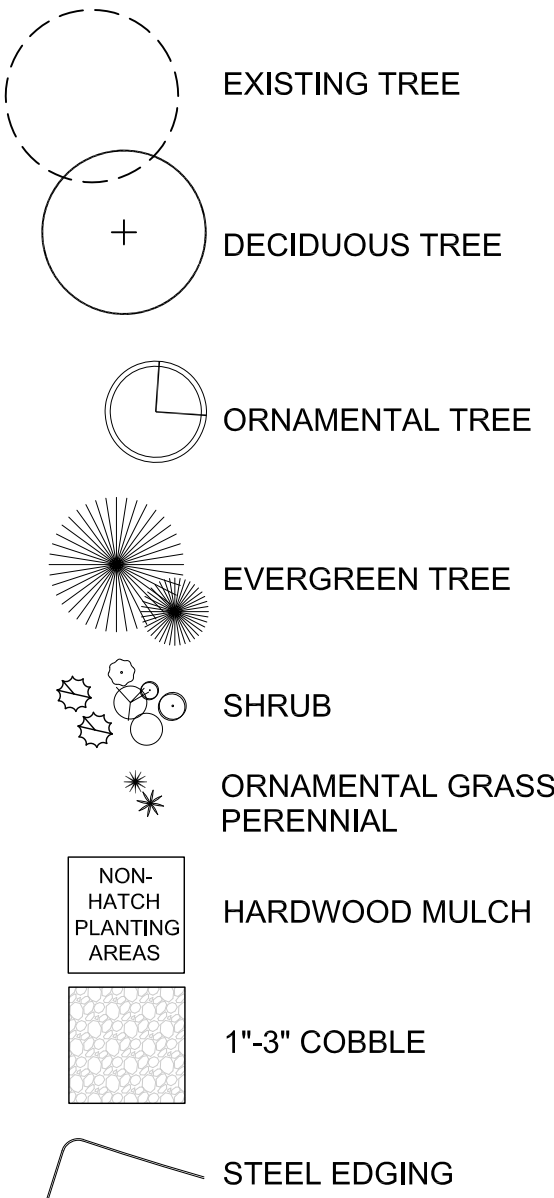 EXISTING TREE
DECIDUOUS TREE
ORNAMENTAL TREE
EVERGREEN TREE
SHRUB
ORNAMENTAL GRASS
PERENNIAL
NON-
HATCH
PLANTING
AREAS
HARDWOOD MULCH
1"-3" COBBLE
STEEL EDGING